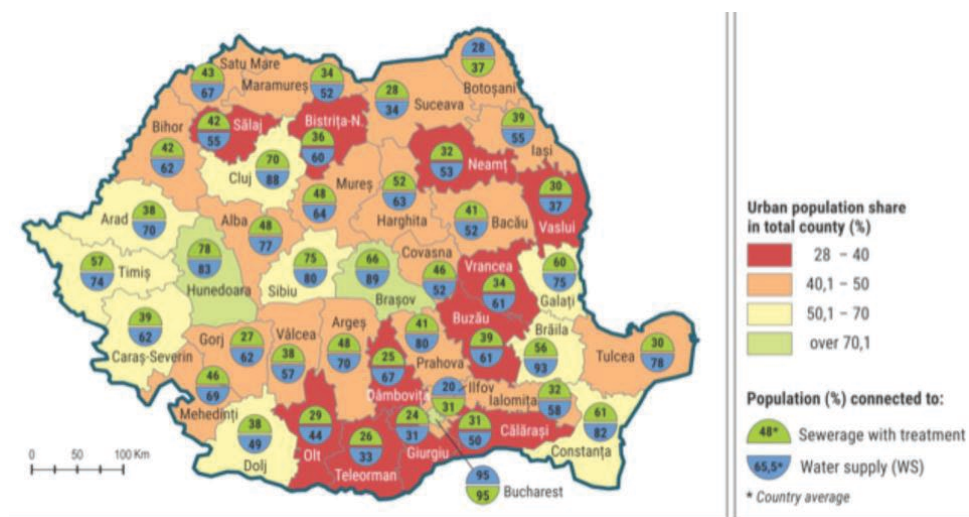 28
37
Botoșani
Satu Mare
43
67
Maramureș
34
52
28
34
Suceava
39
55
Iași
Bihor
42
62
42
55
Sălaj
Bistrița-N.
36
60
32
53
Neamț
70
88
Cluj
Mureș
48
64
52
63
Harghita
41
52
Bacău
30
37
Vaslui
Arad
38
70
Alba
48
77
57
74
Timiș
78
83
Hunedoara
75
80
Sibiu
66
89
Brașov
Covasna
46
52
Vrancea
34
61
60
75
Galați
39
62
Caraș-Severin
Gorj
27
62
Vâlcea
38
57
Argeș
48
70
41
80
Prahova
Buzău
39
61
Brăila
56
93
Tulcea
30
78
46
69
Mehedinți
25
67
Dâmbovița
20
31
Ilfov
Ialomița
32
58
38
49
Dolj
29
44
Olt
26
33
Teleorman
24
31
Giurgiu
31
50
Călărași
61
82
Constanța
95
95
Bucharest
0 50 100 Km
Urban population share
in total county (%)
28 – 40
40,1 – 50
50,1 – 70
over 70,1
Population (%) connected to:
48* Sewerage with treatment
65,5* Water supply (WS)
* Country average